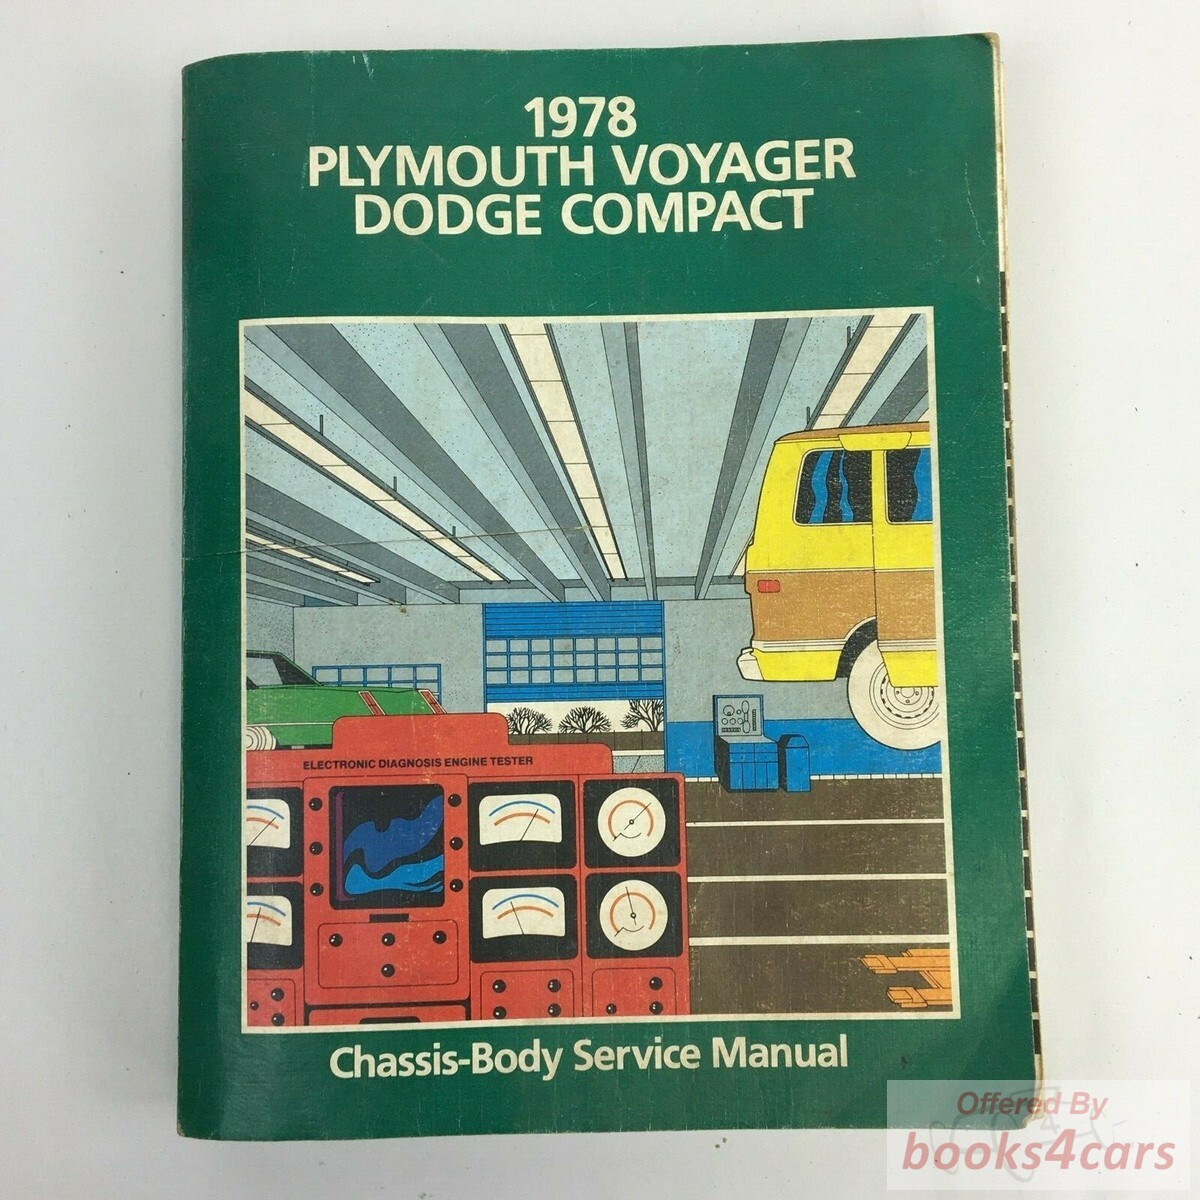 1978
PLYMOUTH VOYAGER
DODGE COMPACT
ELECTRONIC DIAGNOSIS ENGINE TESTER
Chassis-Body Service Manual
Offered By
books4cars